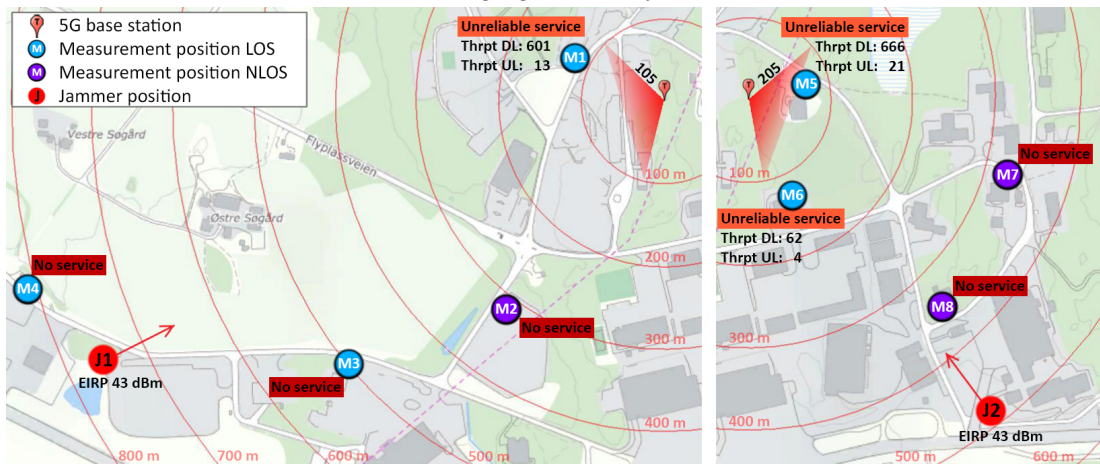 T 5G base station
M Measurement position LOS
M Measurement position NLOS
J Jammer position
Unreliable service
Thrpt DL: 601
Thrpt UL: 13
M1
105
T
100 m
Vestre Søgård
Flyplassveien
Østre Søgård
No service
M4
200 m
M2
No service
300 m
J1
EIRP 43 dBm
M3
No service
400 m
800 m
700 m
600 m
500 m
Unreliable service
Thrpt DL: 666
Thrpt UL: 21
205
T
M5
100 m
No service
M7
M6
Unreliable service
Thrpt DL: 62
Thrpt UL: 4
No service
M8
300 m
J2
400 m
EIRP 43 dBm
500 m
600 m